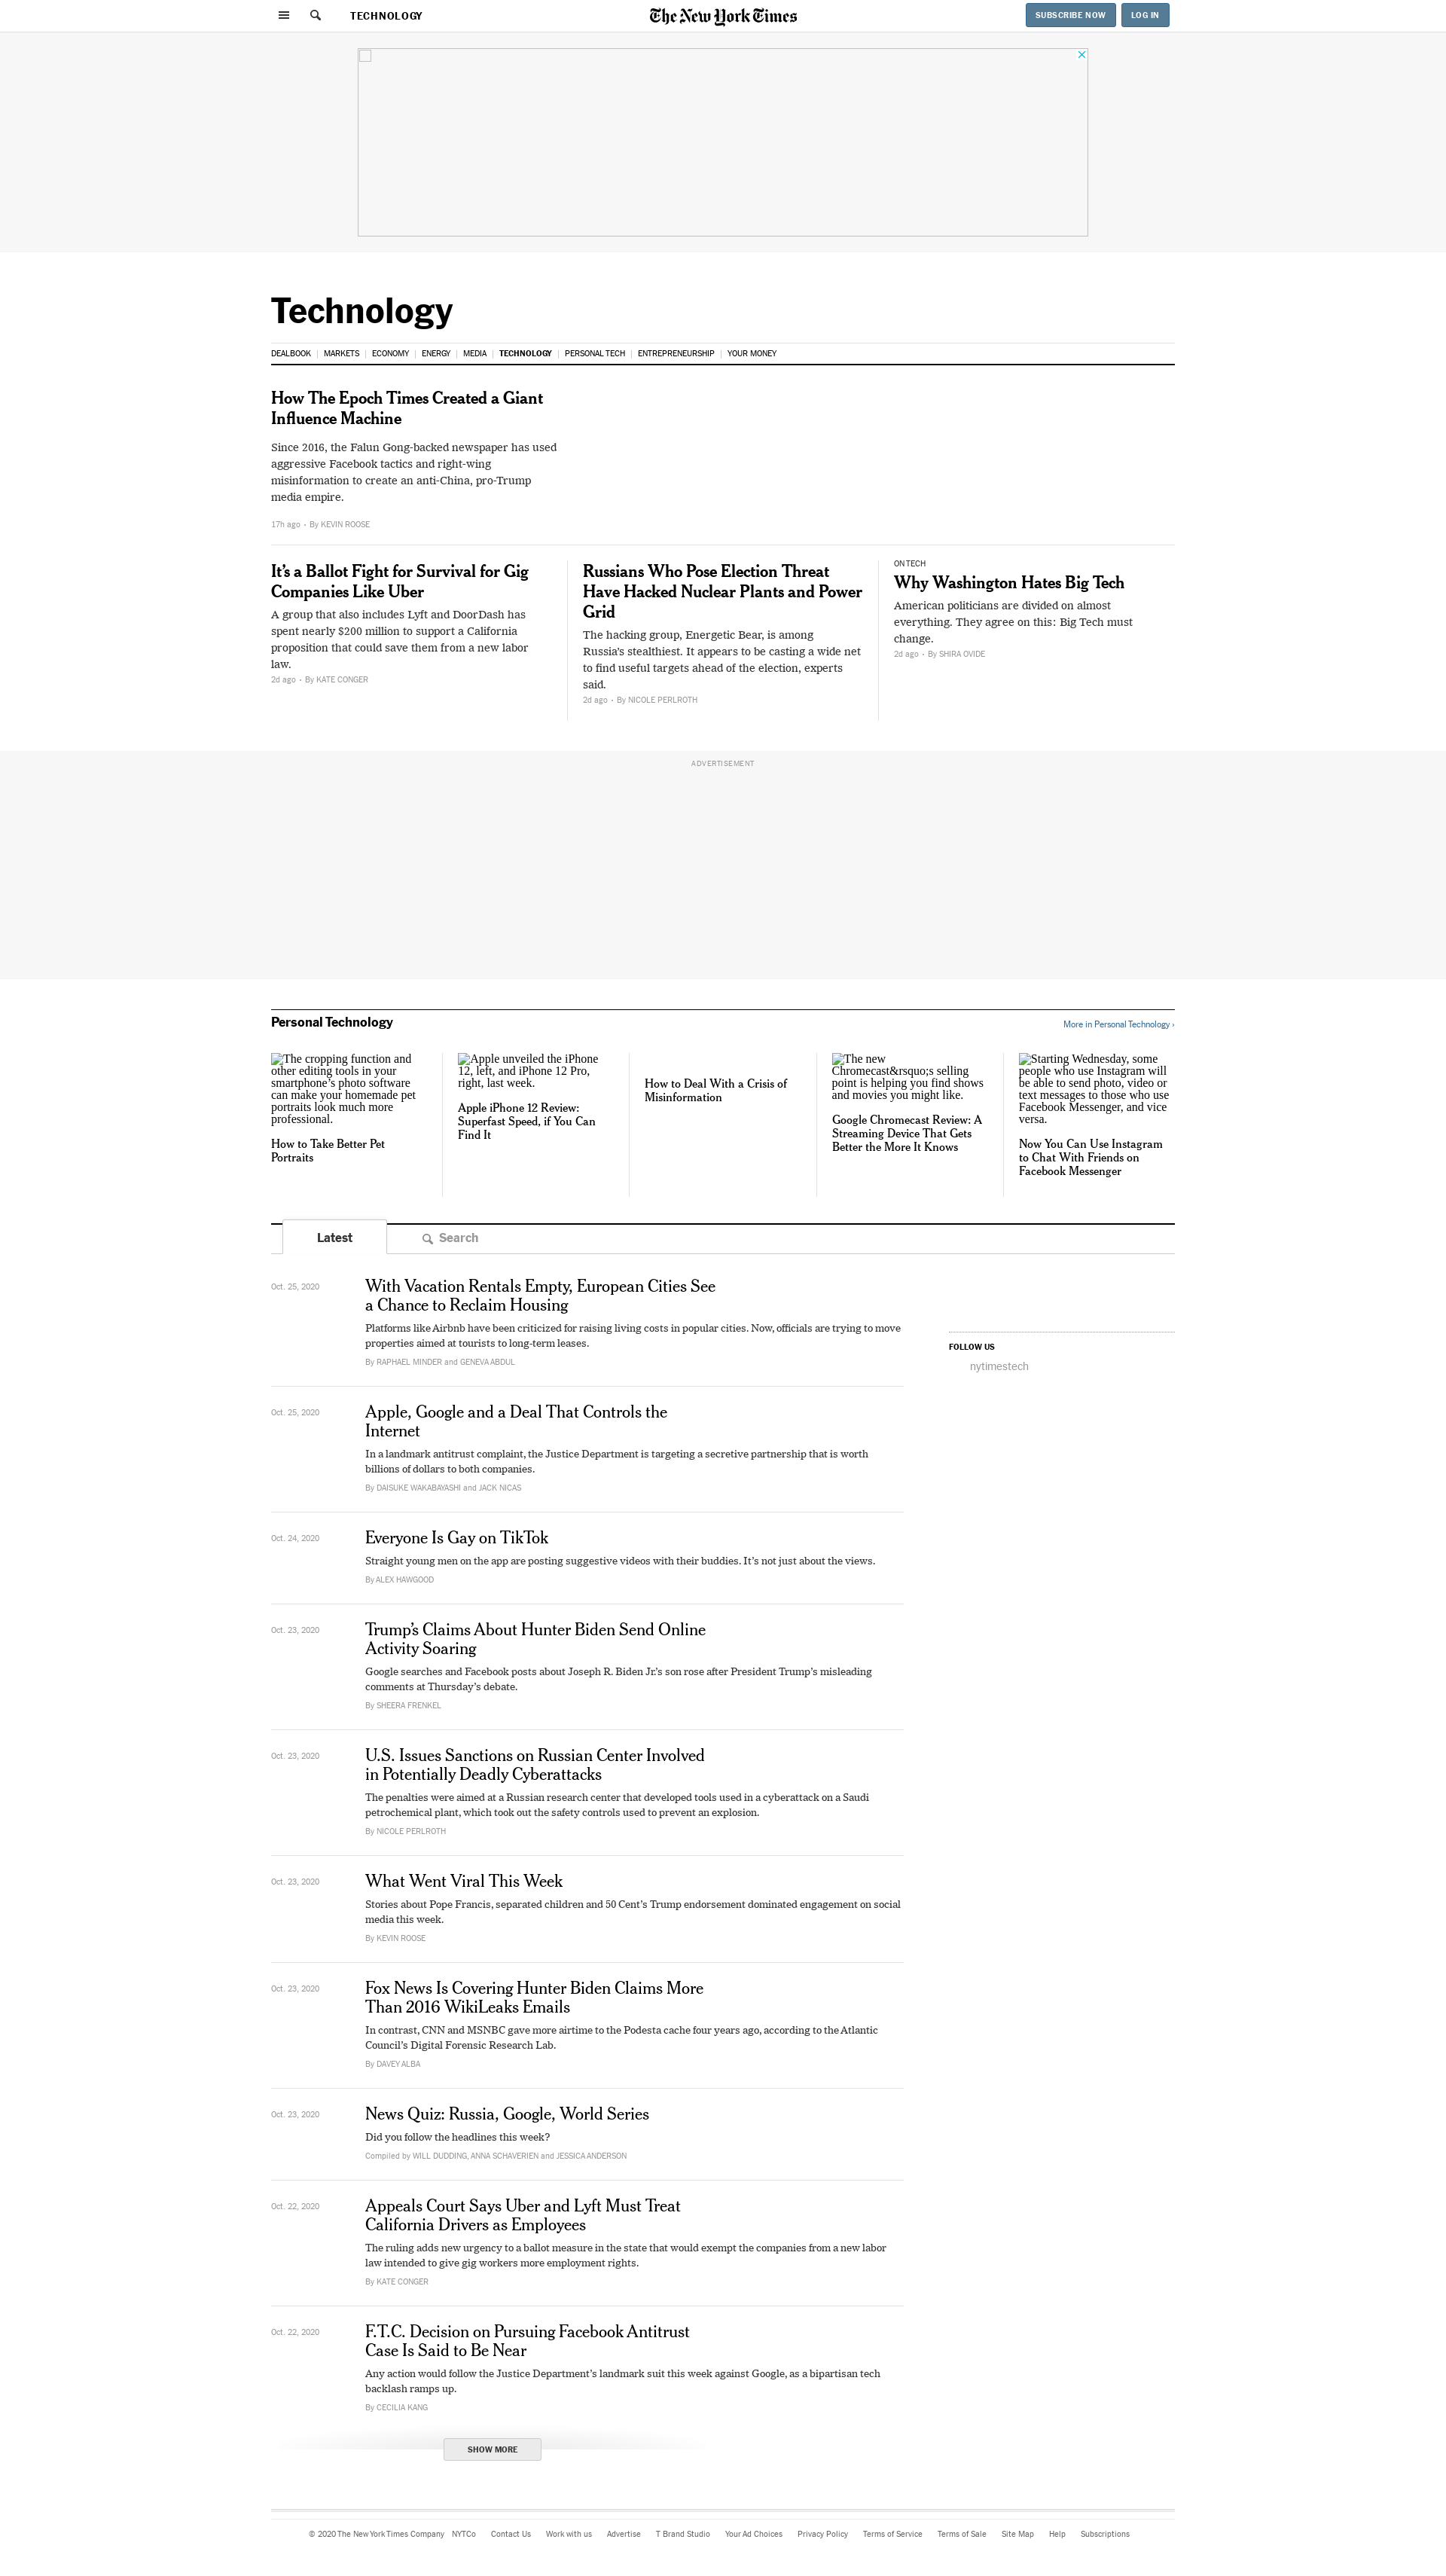 TECHNOLOGY
The New York Times
SUBSCRIBE NOW
LOG IN
Technology
DEALBOOK
MARKETS
ECONOMY
ENERGY
MEDIA
TECHNOLOGY
PERSONAL TECH
ENTREPRENEURSHIP
YOUR MONEY
How The Epoch Times Created a Giant
Influence Machine
Since 2016, the Falun Gong-backed newspaper has used
aggressive Facebook tactics and right-wing
misinformation to create an anti-China, pro-Trump
media empire.
17h ago • By KEVIN ROOSE
It’s a Ballot Fight for Survival for Gig
Companies Like Uber
A group that also includes Lyft and DoorDash has
spent nearly $200 million to support a California
proposition that could save them from a new labor
law.
2d ago • By KATE CONGER
Russians Who Pose Election Threat
Have Hacked Nuclear Plants and Power
Grid
The hacking group, Energetic Bear, is among
Russia’s stealthiest. It appears to be casting a wide net
to find useful targets ahead of the election, experts
said.
2d ago • By NICOLE PERLROTH
ON TECH
Why Washington Hates Big Tech
American politicians are divided on almost
everything. They agree on this: Big Tech must
change.
2d ago • By SHIRA OVIDE
ADVERTISEMENT
Personal Technology
More in Personal Technology ›
The cropping function and
other editing tools in your
smartphone’s photo software
can make your homemade pet
portraits look much more
professional.
How to Take Better Pet
Portraits
Apple unveiled the iPhone
12, left, and iPhone 12 Pro,
right, last week.
Apple iPhone 12 Review:
Superfast Speed, if You Can
Find It
How to Deal With a Crisis of
Misinformation
The new
Chromecast&rsquo;s selling
point is helping you find shows
and movies you might like.
Google Chromecast Review: A
Streaming Device That Gets
Better the More It Knows
Starting Wednesday, some
people who use Instagram will
be able to send photo, video or
text messages to those who use
Facebook Messenger, and vice
versa.
Now You Can Use Instagram
to Chat With Friends on
Facebook Messenger
Latest
Search
Oct. 25, 2020
With Vacation Rentals Empty, European Cities See
a Chance to Reclaim Housing
Platforms like Airbnb have been criticized for raising living costs in popular cities. Now, officials are trying to move
properties aimed at tourists to long-term leases.
By RAPHAEL MINDER and GENEVA ABDUL
FOLLOW US
nytimestech
Oct. 25, 2020
Apple, Google and a Deal That Controls the
Internet
In a landmark antitrust complaint, the Justice Department is targeting a secretive partnership that is worth
billions of dollars to both companies.
By DAISUKE WAKABAYASHI and JACK NICAS
Oct. 24, 2020
Everyone Is Gay on TikTok
Straight young men on the app are posting suggestive videos with their buddies. It’s not just about the views.
By ALEX HAWGOOD
Oct. 23, 2020
Trump’s Claims About Hunter Biden Send Online
Activity Soaring
Google searches and Facebook posts about Joseph R. Biden Jr.’s son rose after President Trump’s misleading
comments at Thursday’s debate.
By SHEERA FRENKEL
Oct. 23, 2020
U.S. Issues Sanctions on Russian Center Involved
in Potentially Deadly Cyberattacks
The penalties were aimed at a Russian research center that developed tools used in a cyberattack on a Saudi
petrochemical plant, which took out the safety controls used to prevent an explosion.
By NICOLE PERLROTH
Oct. 23, 2020
What Went Viral This Week
Stories about Pope Francis, separated children and 50 Cent’s Trump endorsement dominated engagement on social
media this week.
By KEVIN ROOSE
Oct. 23, 2020
Fox News Is Covering Hunter Biden Claims More
Than 2016 WikiLeaks Emails
In contrast, CNN and MSNBC gave more airtime to the Podesta cache four years ago, according to the Atlantic
Council’s Digital Forensic Research Lab.
By DAVEY ALBA
Oct. 23, 2020
News Quiz: Russia, Google, World Series
Did you follow the headlines this week?
Compiled by WILL DUDDING, ANNA SCHAVERIEN and JESSICA ANDERSON
Oct. 22, 2020
Appeals Court Says Uber and Lyft Must Treat
California Drivers as Employees
The ruling adds new urgency to a ballot measure in the state that would exempt the companies from a new labor
law intended to give gig workers more employment rights.
By KATE CONGER
Oct. 22, 2020
F.T.C. Decision on Pursuing Facebook Antitrust
Case Is Said to Be Near
Any action would follow the Justice Department’s landmark suit this week against Google, as a bipartisan tech
backlash ramps up.
By CECILIA KANG
SHOW MORE
© 2020 The New York Times Company
NYTCo
Contact Us
Work with us
Advertise
T Brand Studio
Your Ad Choices
Privacy Policy
Terms of Service
Terms of Sale
Site Map
Help
Subscriptions